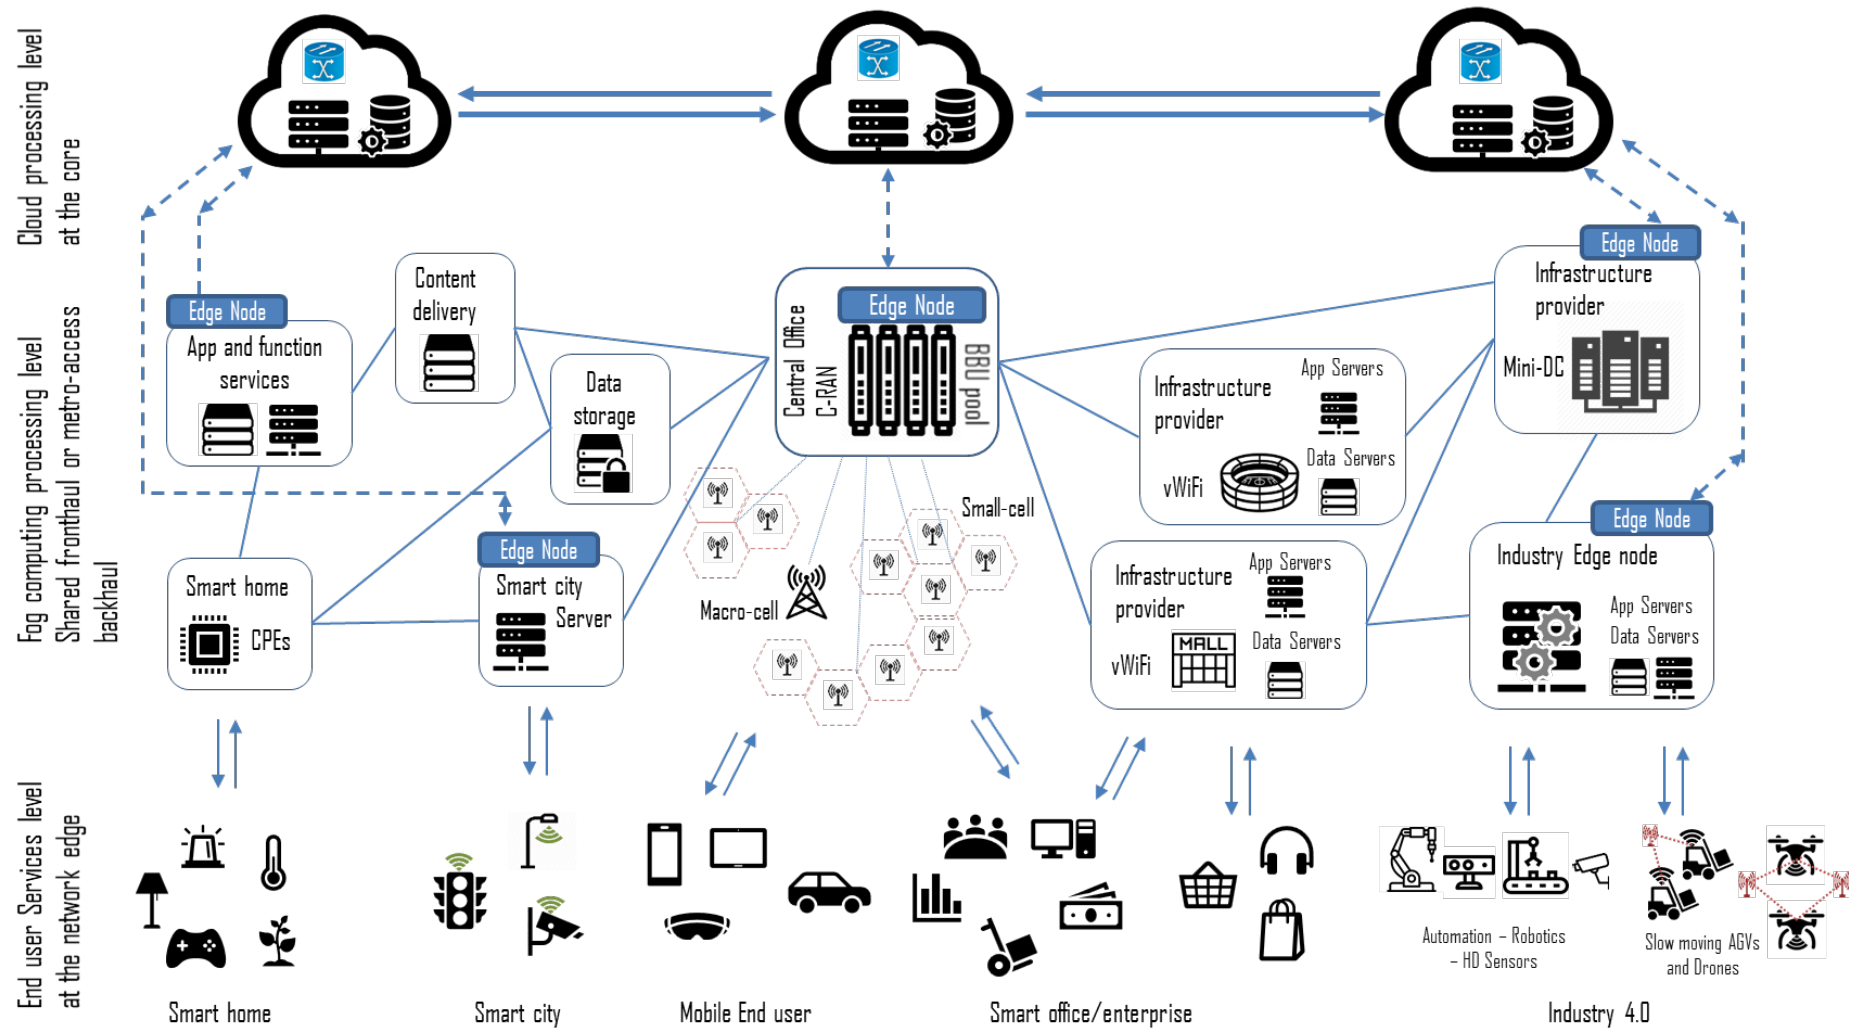 Cloud processing level
at the core
Fog computing processing level
Shared fronthaul or metro-access
backhaul
End user Services level
at the network edge
Edge Node
App and function
services
Content
delivery
Data
storage
Smart home
CPEs
Edge Node
Smart city
Server
Central Office
C-RAN
Edge Node
BBU pool
Macro-cell
Small-cell
Infrastructure
provider
App Servers
Data Servers
vWiFi
Infrastructure
provider
App Servers
MALL
Data Servers
vWiFi
Edge Node
Infrastructure
provider
Mini-DC
Edge Node
Industry Edge node
App Servers
Data Servers
Automation – Robotics
– HD Sensors
Slow moving AGVs
and Drones
Smart home
Smart city
Mobile End user
Smart office/enterprise
Industry 4.0